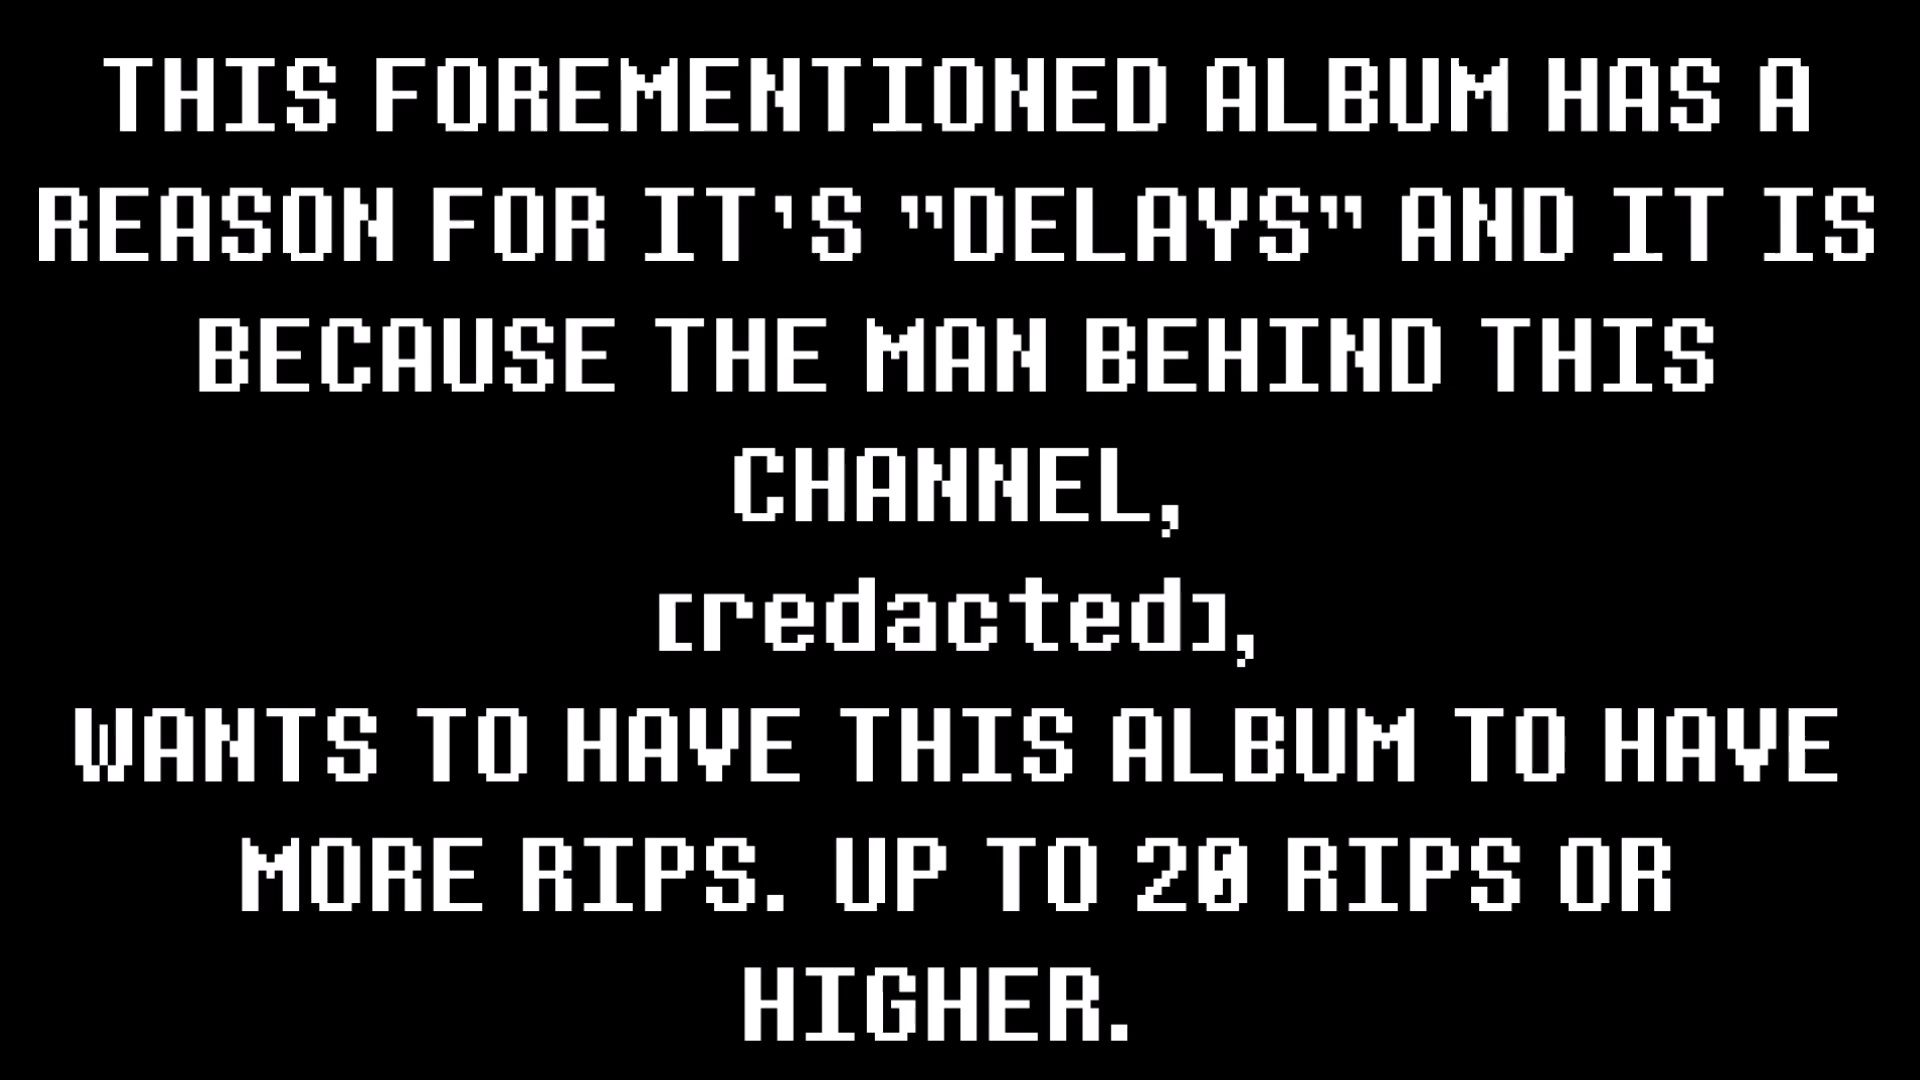 THIS FOREMENTIONED ALBUM HAS A
REASON FOR IT'S "DELAYS" AND IT IS
BECAUSE THE MAN BEHIND THIS
CHANNEL,
[redacted],
WANTS TO HAVE THIS ALBUM TO HAVE
MORE RIPS. UP TO 20 RIPS OR
HIGHER.